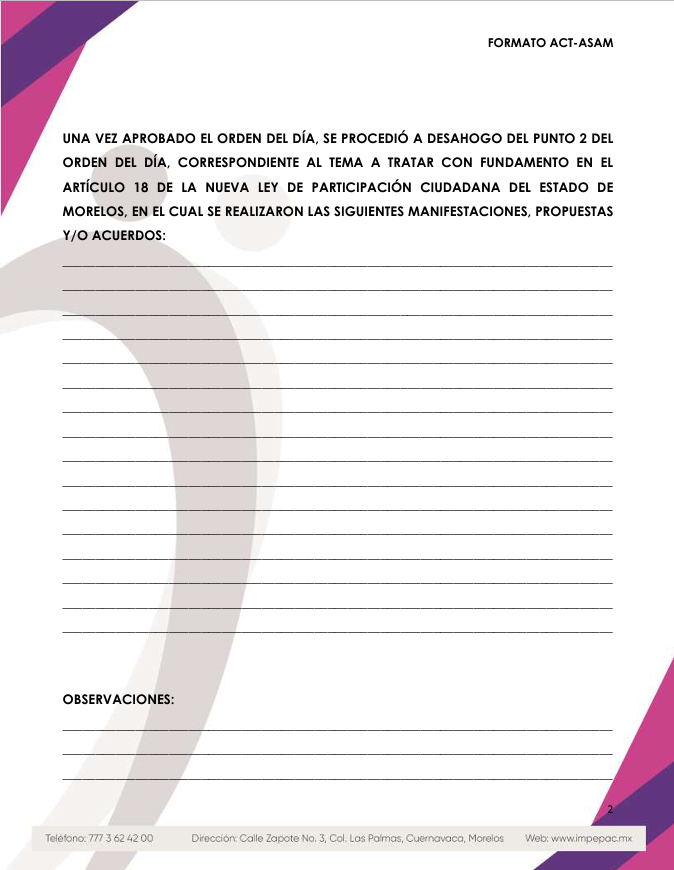 FORMATO ACT-ASAM
UNA VEZ APROBADO EL ORDEN DEL DÍA, SE PROCEDIÓ A DESAHOGO DEL PUNTO 2 DEL
ORDEN DEL DÍA, CORRESPONDIENTE AL TEMA A TRATAR CON FUNDAMENTO EN EL
ARTÍCULO 18 DE LA NUEVA LEY DE PARTICIPACIÓN CIUDADANA DEL ESTADO DE
MORELOS, EN EL CUAL SE REALIZARON LAS SIGUIENTES MANIFESTACIONES, PROPUESTAS
Y/O ACUERDOS:
OBSERVACIONES:
2
Teléfono: 777 3 62 42 00 Dirección: Calle Zapote No. 3, Col. Las Palmas, Cuernavaca, Morelos Web: www.impepac.mx